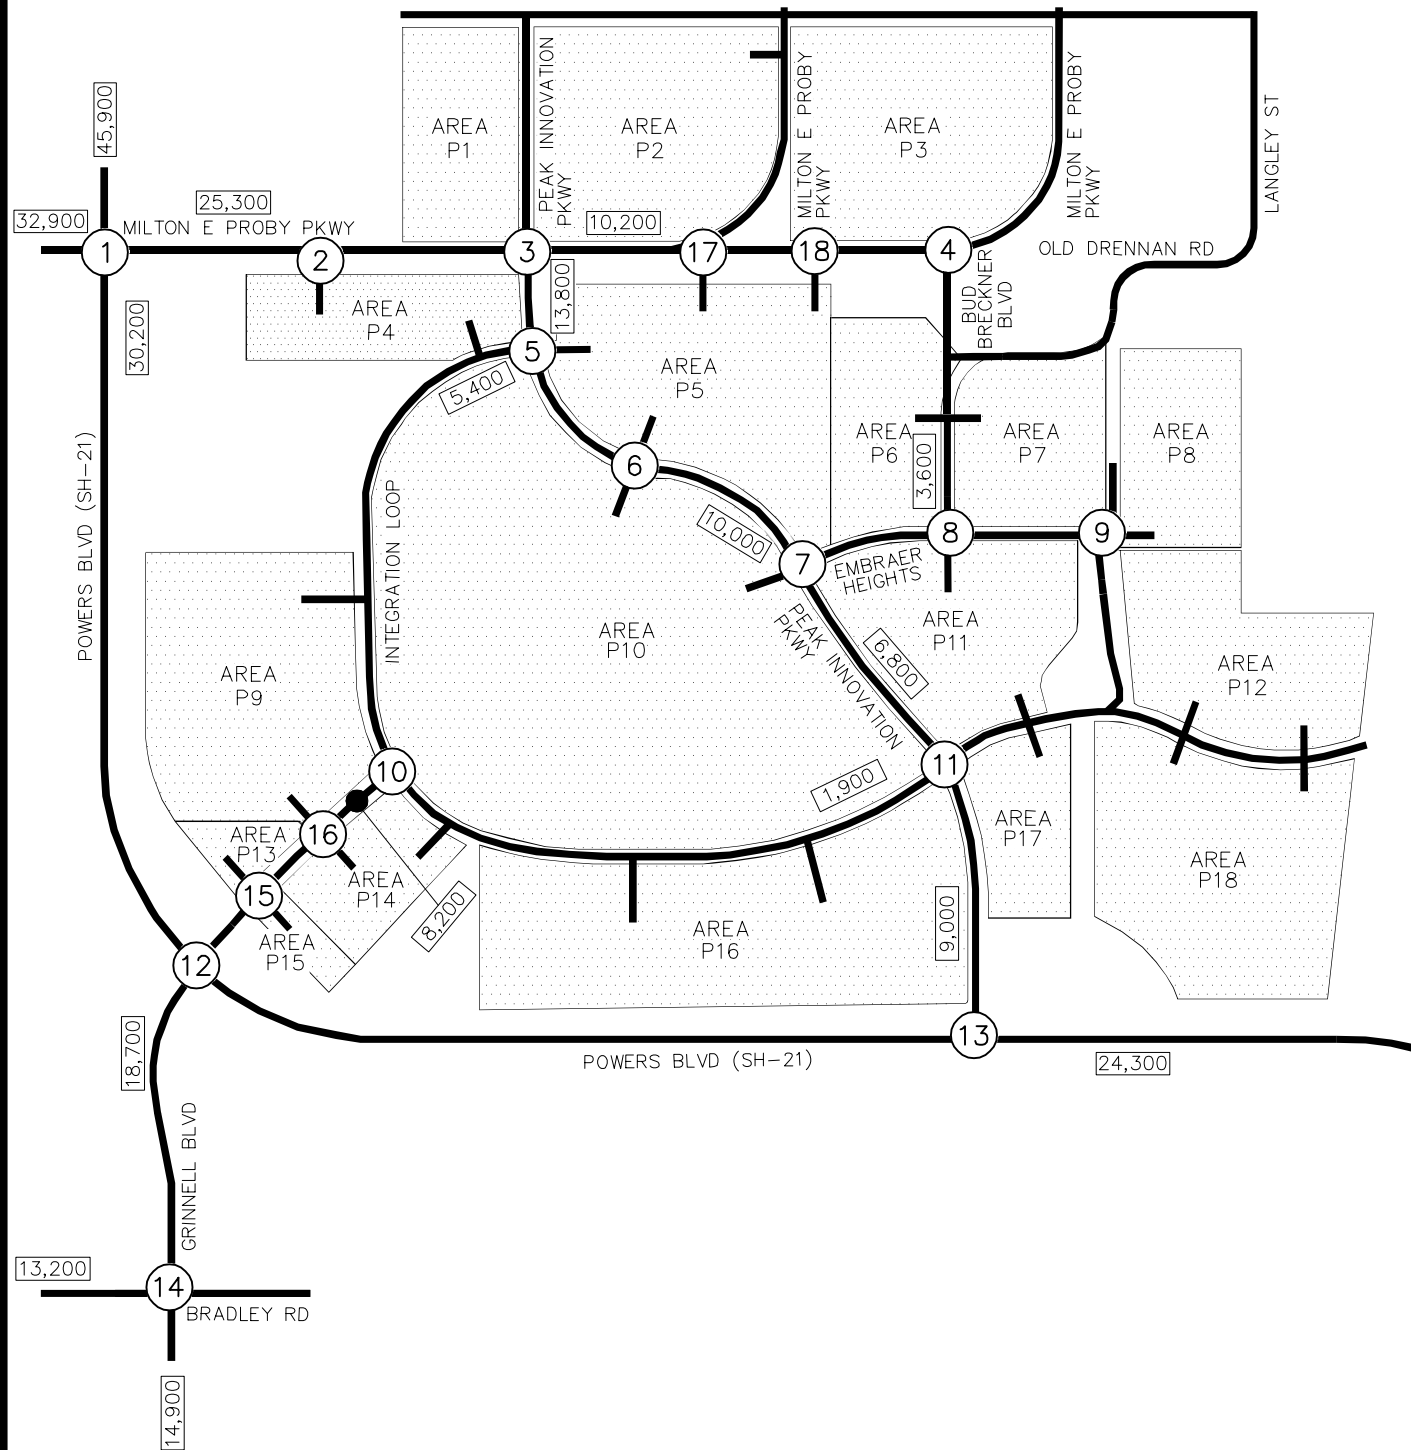 45,900
32,900
25,300
MILTON E PROBY PKWY
10,200
PEAK INNOVATION
PKWY
AREA
P1
AREA
P2
AREA
P3
MILTON E PROBY
PKWY
MILTON E PROBY
PKWY
LANGLEY ST
OLD DRENNAN RD
1
2
3
17
18
4
30,200
13,800
BUD
BRECKNER
BLVD
AREA
P4
5
5,400
AREA
P5
AREA
P6
AREA
P7
AREA
P8
3,600
6
POWERS BLVD (SH-21)
INTEGRATION LOOP
10,000
7
8
9
EMBRAER
HEIGHTS
PEAK INNOVATION
PKWY
6,800
AREA
P9
AREA
P10
AREA
P11
AREA
P12
10
11
1,900
16
AREA
P13
AREA
P14
15
AREA
P15
8,200
AREA
P16
9,000
AREA
P17
AREA
P18
12
13
18,700
POWERS BLVD (SH-21)
24,300
GRINNELL BLVD
13,200
14
BRADLEY RD
14,900